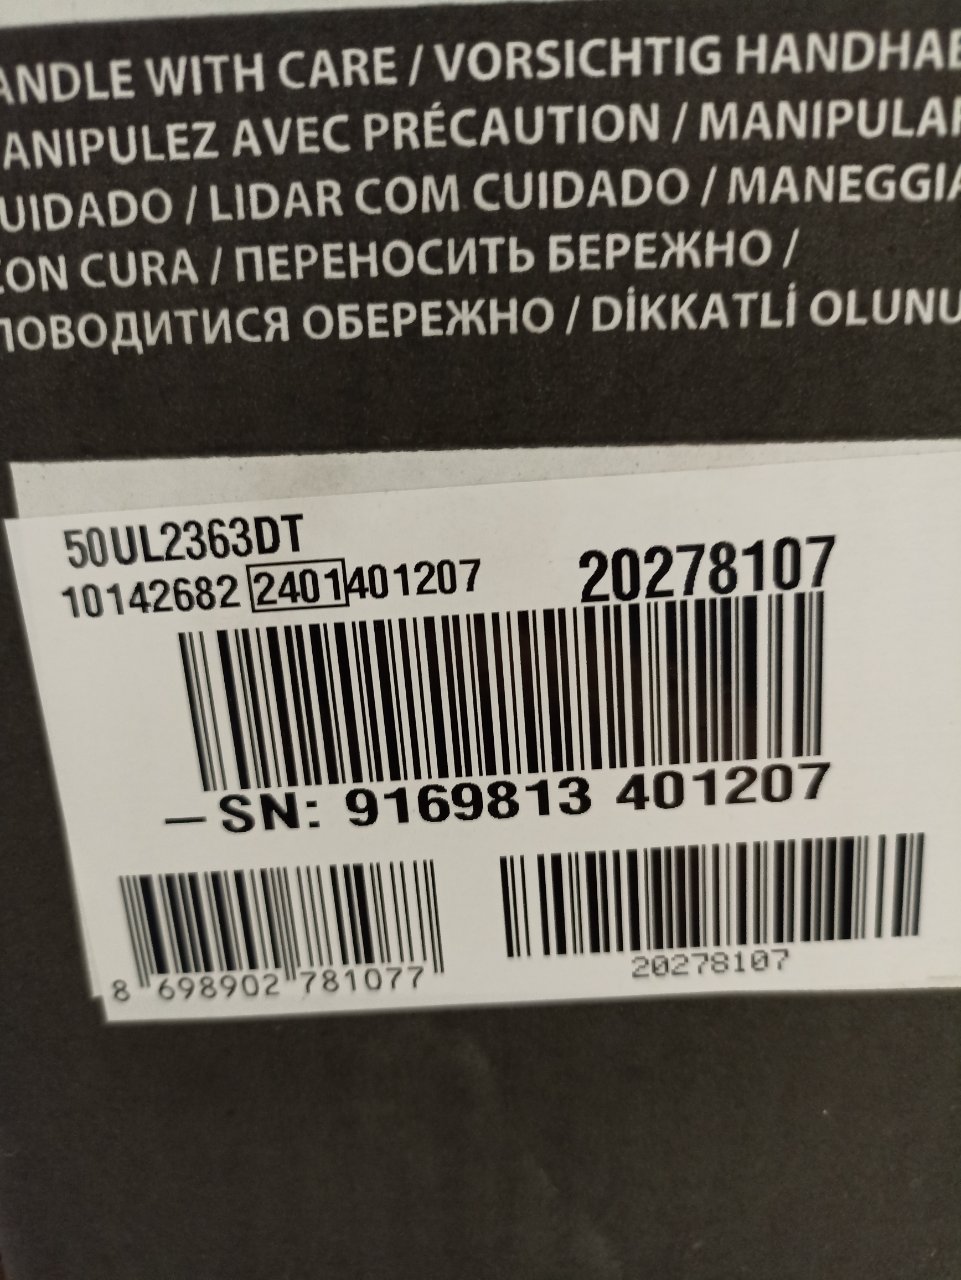 ANDLE WITH CARE / VORSICHTIG HANDHAB
ANIPULEZ AVEC PRÉCAUTION / MANIPULAR
UIDADO / LIDAR COM CUIDADO / MANEGGIA
CON CURA / ПЕРЕНОСИТЬ БЕРЕЖНО /
ПОВОДИТИСЯ ОБЕРЕЖНО / DİKKATLİ OLUNU
50UL2363DT
10142682 2401401207 20278107
–SN: 9169813 401207
8 698902 781077 20278107